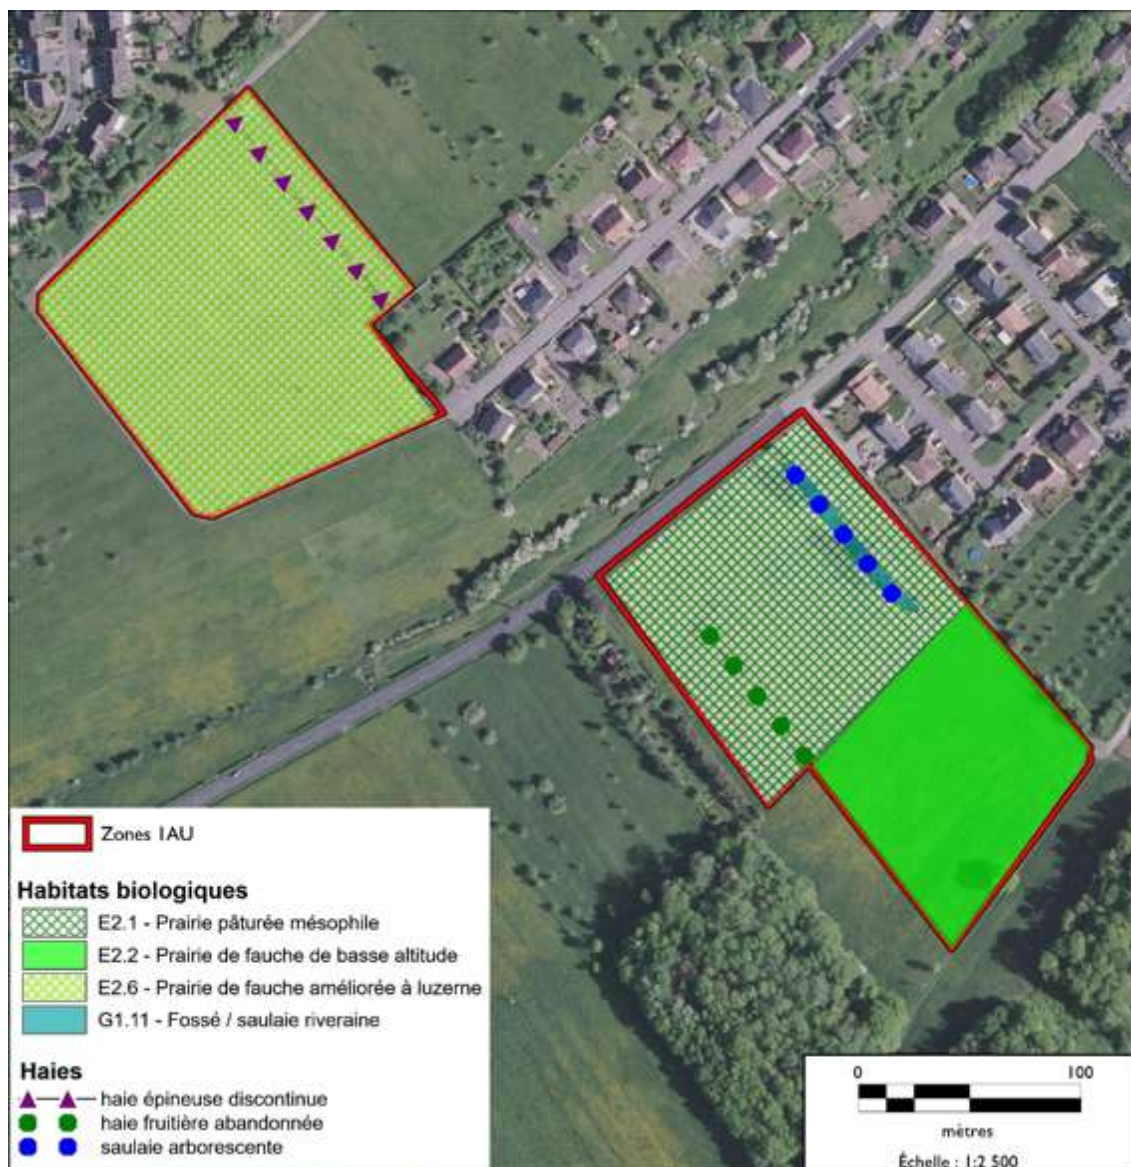 Zones 1AU
Habitats biologiques
E2.1 - Prairie pâturée mésophile
E2.2 - Prairie de fauche de basse altitude
E2.6 - Prairie de fauche améliorée à luzerne
G1.11 - Fossé / saulaie riveraine
Haies
haie épineuse discontinue
haie fruitière abandonnée
saulaie arborescente
0 100
mètres
Échelle : 1:2 500